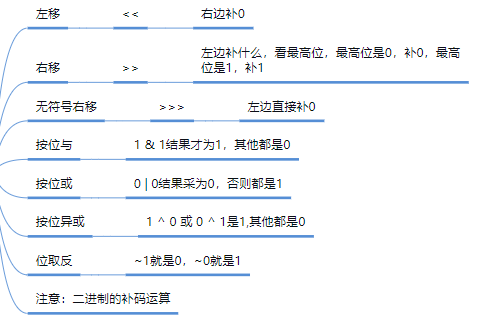 左移 << 右边补0
右移 >> 左边补什么，看最高位，最高位是0，补0，最高
位是1，补1
无符号右移 >>> 左边直接补0
按位与 1 & 1结果才为1，其他都是0
按位或 0 | 0结果采为0，否则都是1
按位异或 1 ^ 0 或 0 ^ 1是1,其他都是0
位取反 ~1就是0，~0就是1
注意：二进制的补码运算